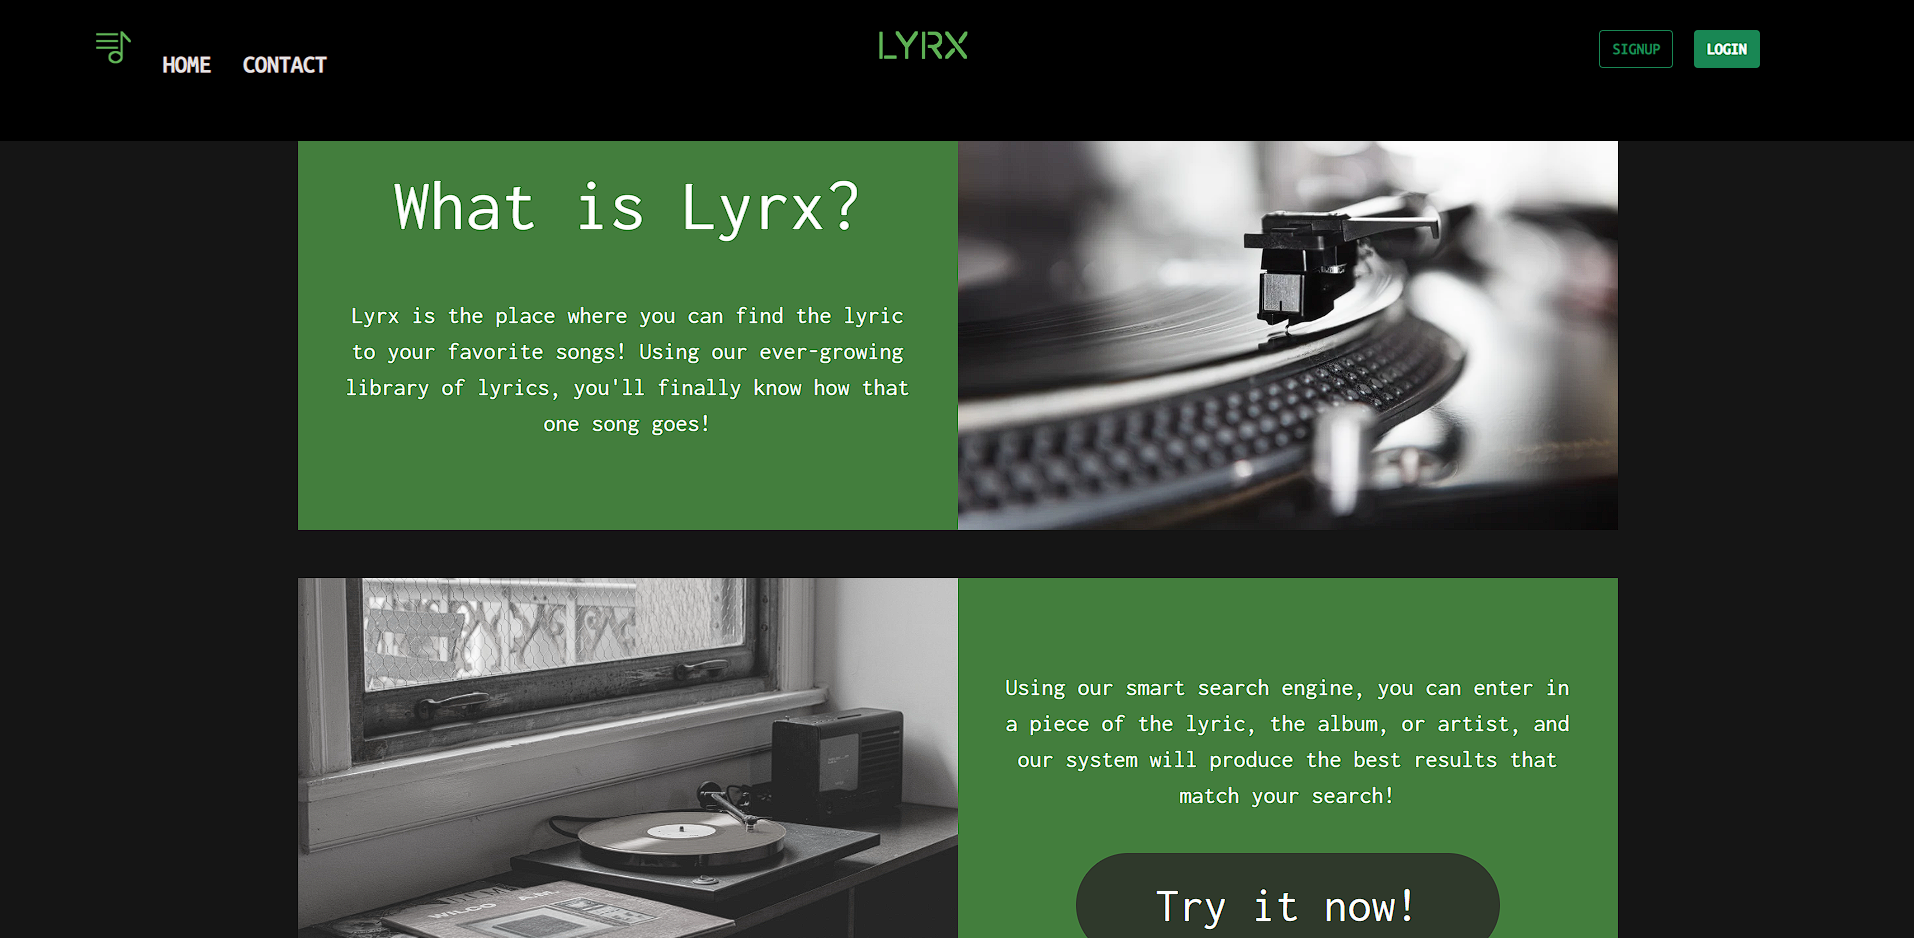 HOME CONTACT
LYRX
SIGNUP LOGIN
What is Lyrx?
Lyrx is the place where you can find the lyric
to your favorite songs! Using our ever-growing
library of lyrics, you'll finally know how that
one song goes!
Using our smart search engine, you can enter in
a piece of the lyric, the album, or artist, and
our system will produce the best results that
match your search!
Try it now!
WILCO A.M.